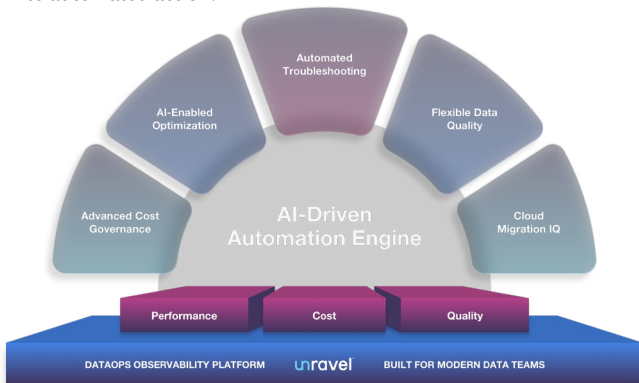 Automated
Troubleshooting
AI-Enabled
Optimization
Flexible Data
Quality
Advanced Cost
Governance
AI-Driven
Automation Engine
Cloud
Migration IQ
Performance
Cost
Quality
DATAOPS OBSERVABILITY PLATFORM
unravel
BUILT FOR MODERN DATA TEAMS